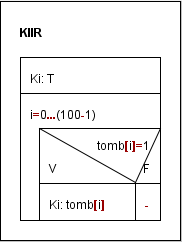 KIIR
Ki: T
i=0...(100-1)
tomb[i]=1
V F
Ki: tomb[i] -